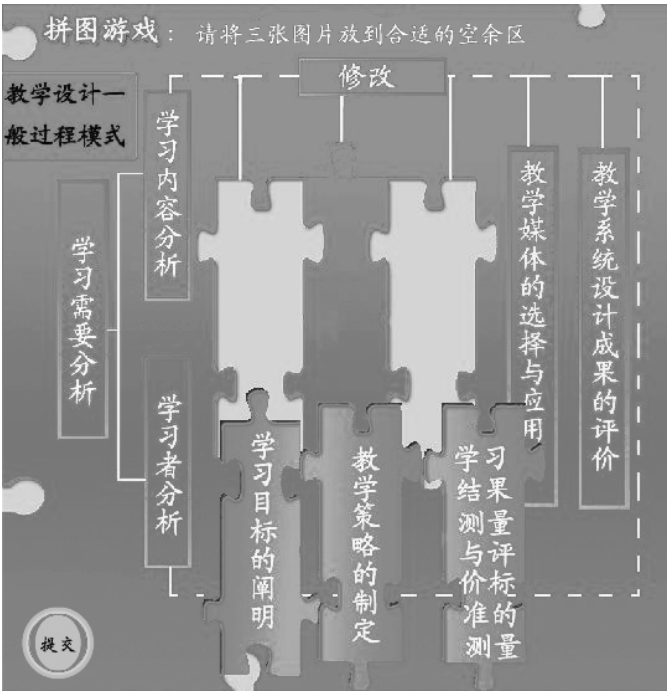 拼图游戏：请将三张图片放到合适的空余区
修改
教学设计一
般过程模式
学习内容分析
学习需要分析
学习者分析
教学媒体的选择与应用
教学系统设计成果的评价
学习目标的阐明
教学策略的制定
学习
结果
测量
与评
价标
准的
测量
提交